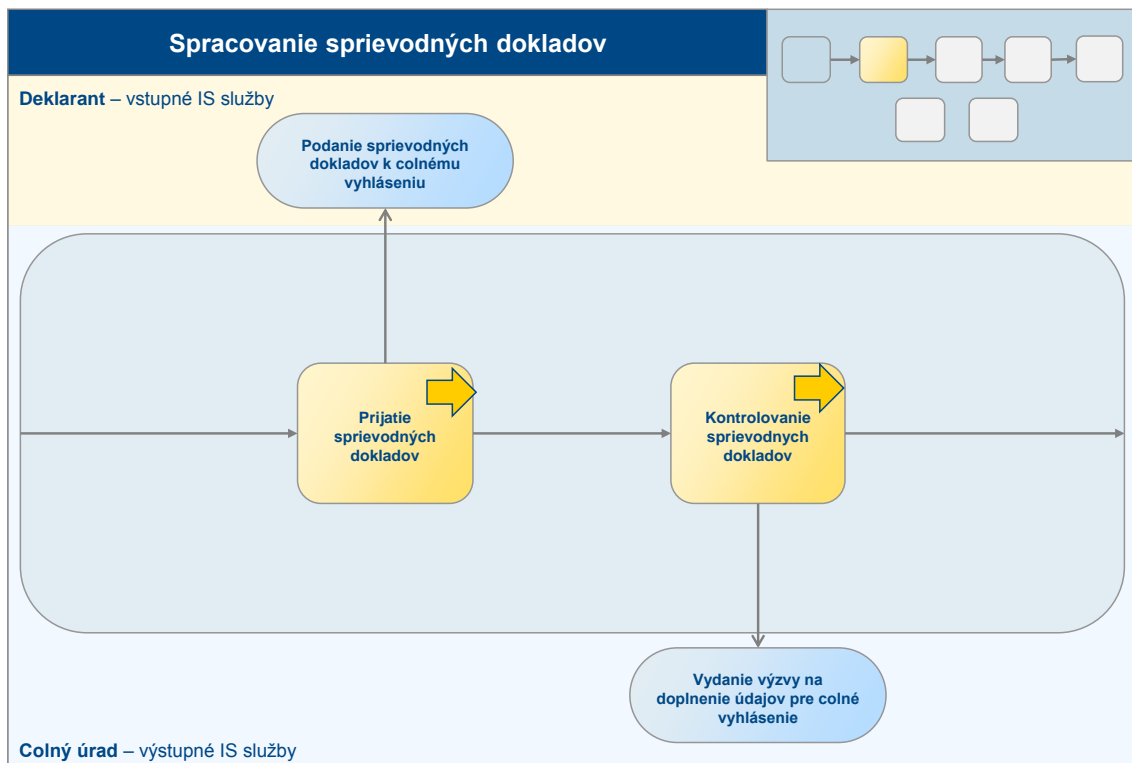 Spracovanie sprievodných dokladov
Deklarant – vstupné IS služby
Podanie sprievodných
dokladov k colnému
vyhláseniu
Prijatie
sprievodných
dokladov
Kontrolovanie
sprievodnych
dokladov
Vydanie výzvy na
doplnenie údajov pre colné
vyhlásenie
Colný úrad – výstupné IS služby